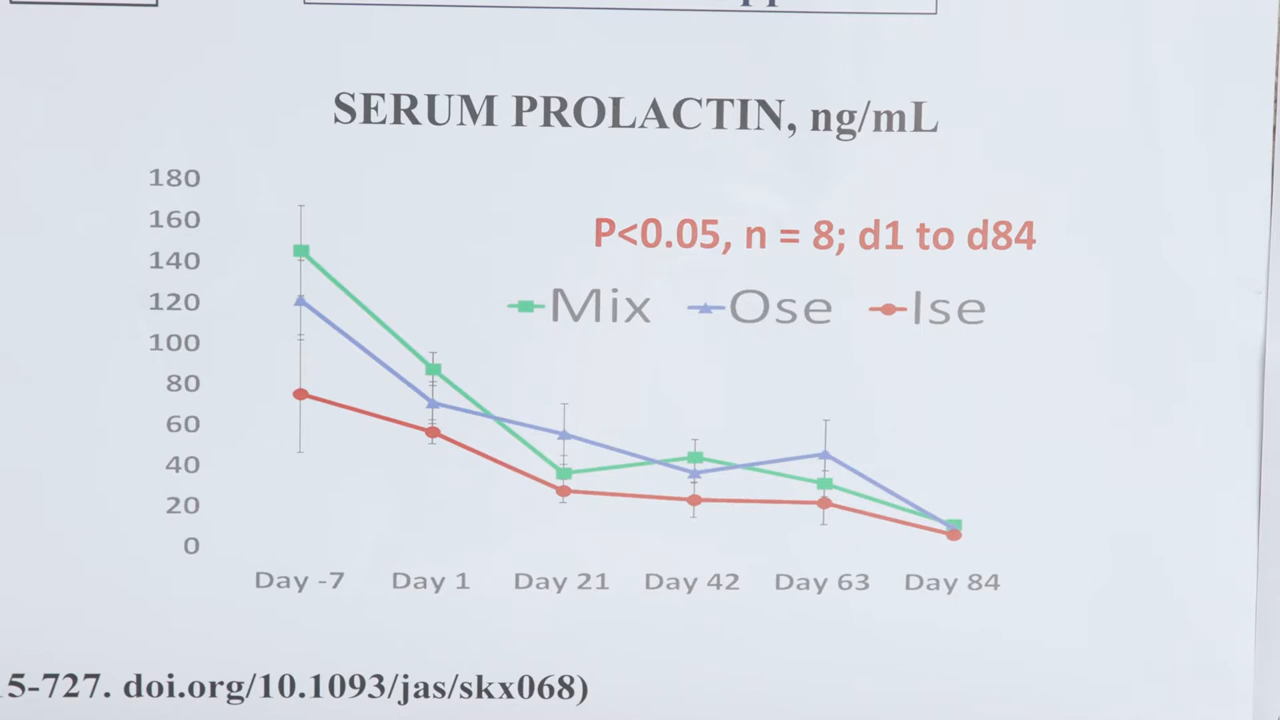 SERUM PROLACTIN, ng/mL
180
160
140
120
100
80
60
40
20
0
P<0.05, n = 8; d1 to d84
Mix Ose Ise
Day -7 Day 1 Day 21 Day 42 Day 63 Day 84
5-727. doi.org/10.1093/jas/skx068)